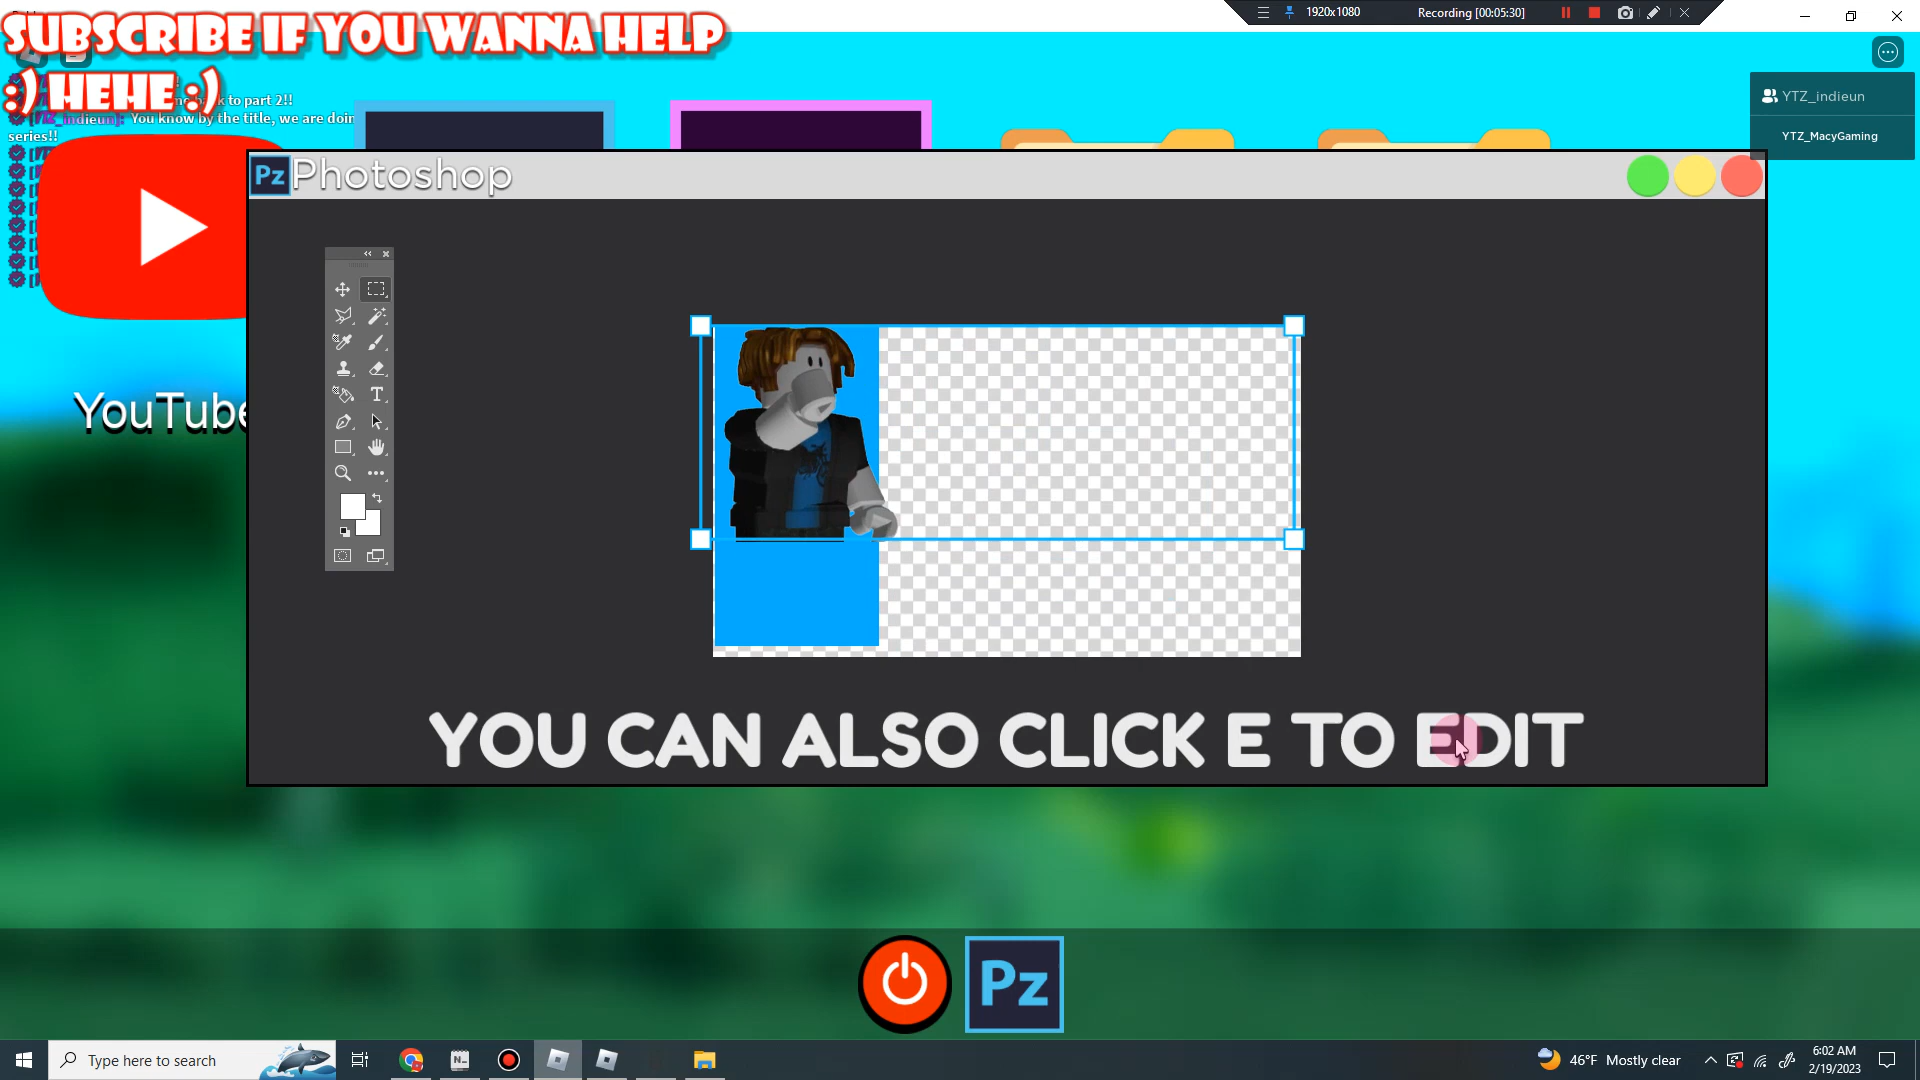 SUBSCRIBE IF YOU WANNA HELP
:) HEHE :)
1920x1080
Recording [00:05:30]
k to part 2!!
[YTZ_indieun]: You know by the title, we are doin
series!!
YTZ_indieun
YTZ_MacyGaming
Pz Photoshop
YouTube
T
YOU CAN ALSO CLICK E TO EDIT
Pz
Type here to search
N
46°F Mostly clear
6:02 AM
2/19/2023